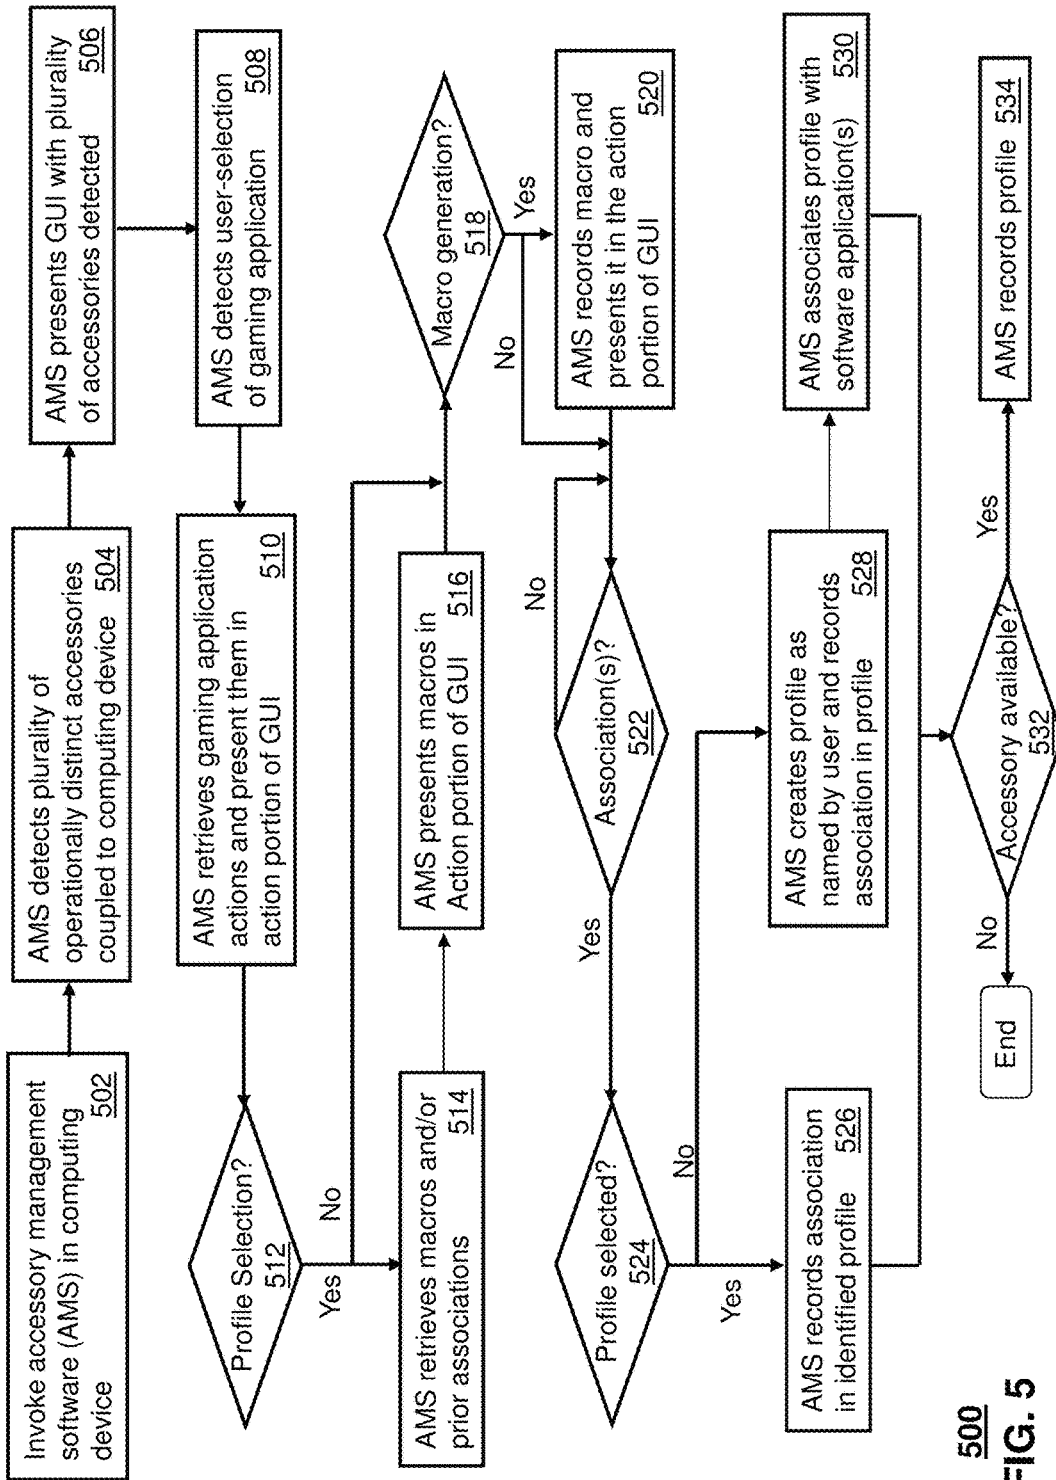 Invoke accessory management
software (AMS) in computing
device 502
AMS detects plurality of
operationally distinct accessories
coupled to computing device 504
AMS presents GUI with plurality
of accessories detected 506
AMS detects user-selection
of gaming application 508
AMS retrieves gaming application
actions and present them in
action portion of GUI 510
Profile Selection?
512
No
Yes
AMS retrieves macros and/or
prior associations 514
AMS presents macros in
Action portion of GUI 516
Macro generation?
518
No
Yes
AMS records macro and
presents it in the action
portion of GUI 520
Association(s)?
522
No
Yes
Profile selected?
524
No
Yes
AMS records association
in identified profile 526
AMS creates profile as
named by user and records
association in profile 528
AMS associates profile with
software application(s) 530
Accessory available?
532
No
Yes
End
AMS records profile 534
500
FIG. 5